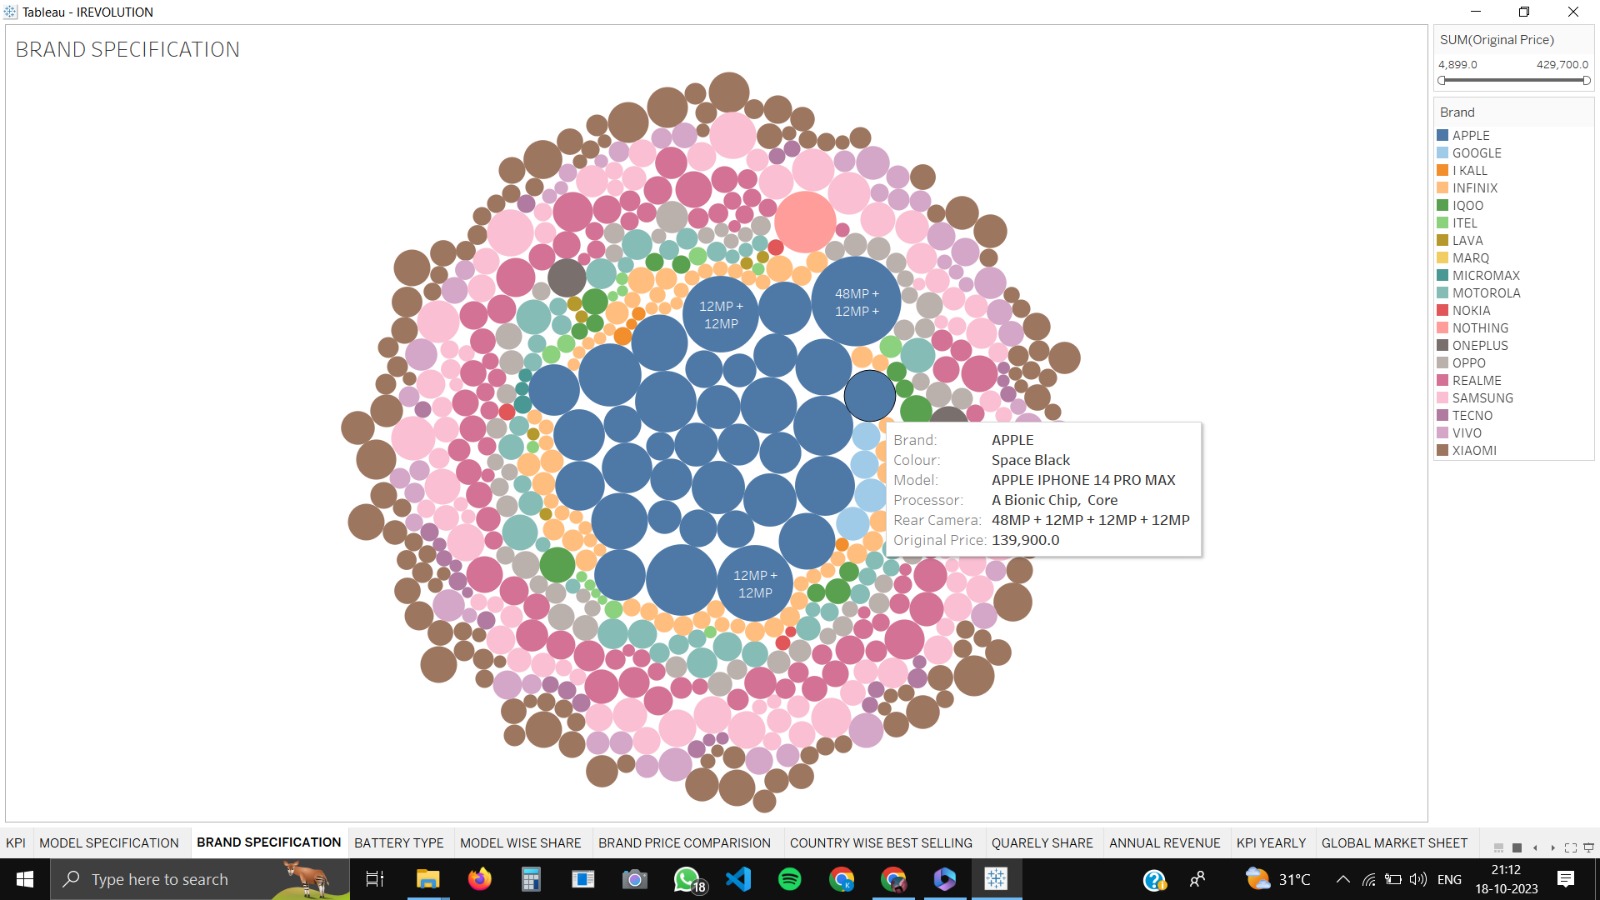 Tableau - IREVOLUTION
BRAND SPECIFICATION
SUM(Original Price)
4,899.0 429,700.0
Brand
APPLE
GOOGLE
I KALL
INFINIX
IQOO
ITEL
LAVA
MARQ
MICROMAX
MOTOROLA
NOKIA
NOTHING
ONEPLUS
OPPO
REALME
SAMSUNG
TECNO
VIVO
XIAOMI
12MP +
12MP
48MP +
12MP +
Brand: APPLE
Colour: Space Black
Model: APPLE IPHONE 14 PRO MAX
Processor: A Bionic Chip, Core
Rear Camera: 48MP + 12MP + 12MP + 12MP
Original Price: 139,900.0
12MP +
12MP
KPI MODEL SPECIFICATION BRAND SPECIFICATION BATTERY TYPE MODEL WISE SHARE BRAND PRICE COMPARISION COUNTRY WISE BEST SELLING QUARELY SHARE ANNUAL REVENUE KPI YEARLY GLOBAL MARKET SHEET
Type here to search
18
31°C
ENG
21:12
18-10-2023